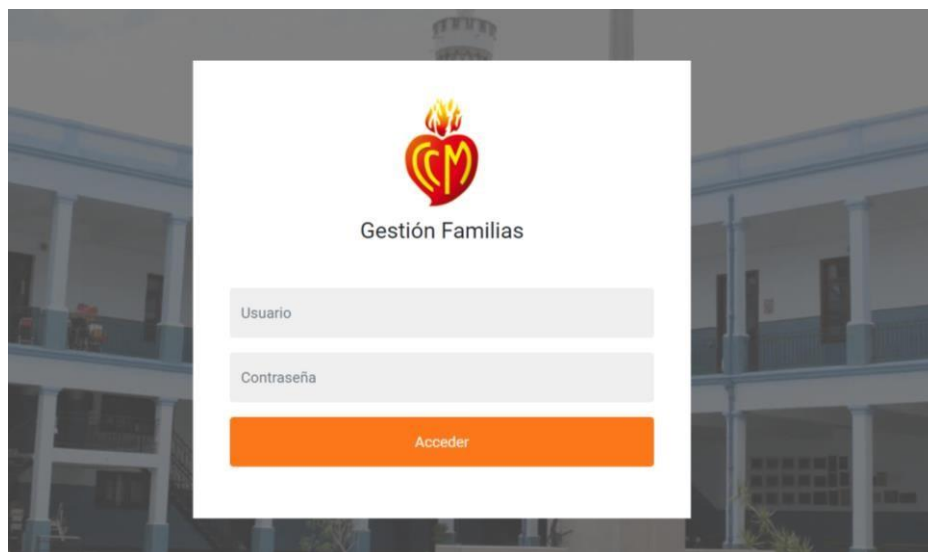 CCM
Gestión Familias
Usuario
Contraseña
Acceder